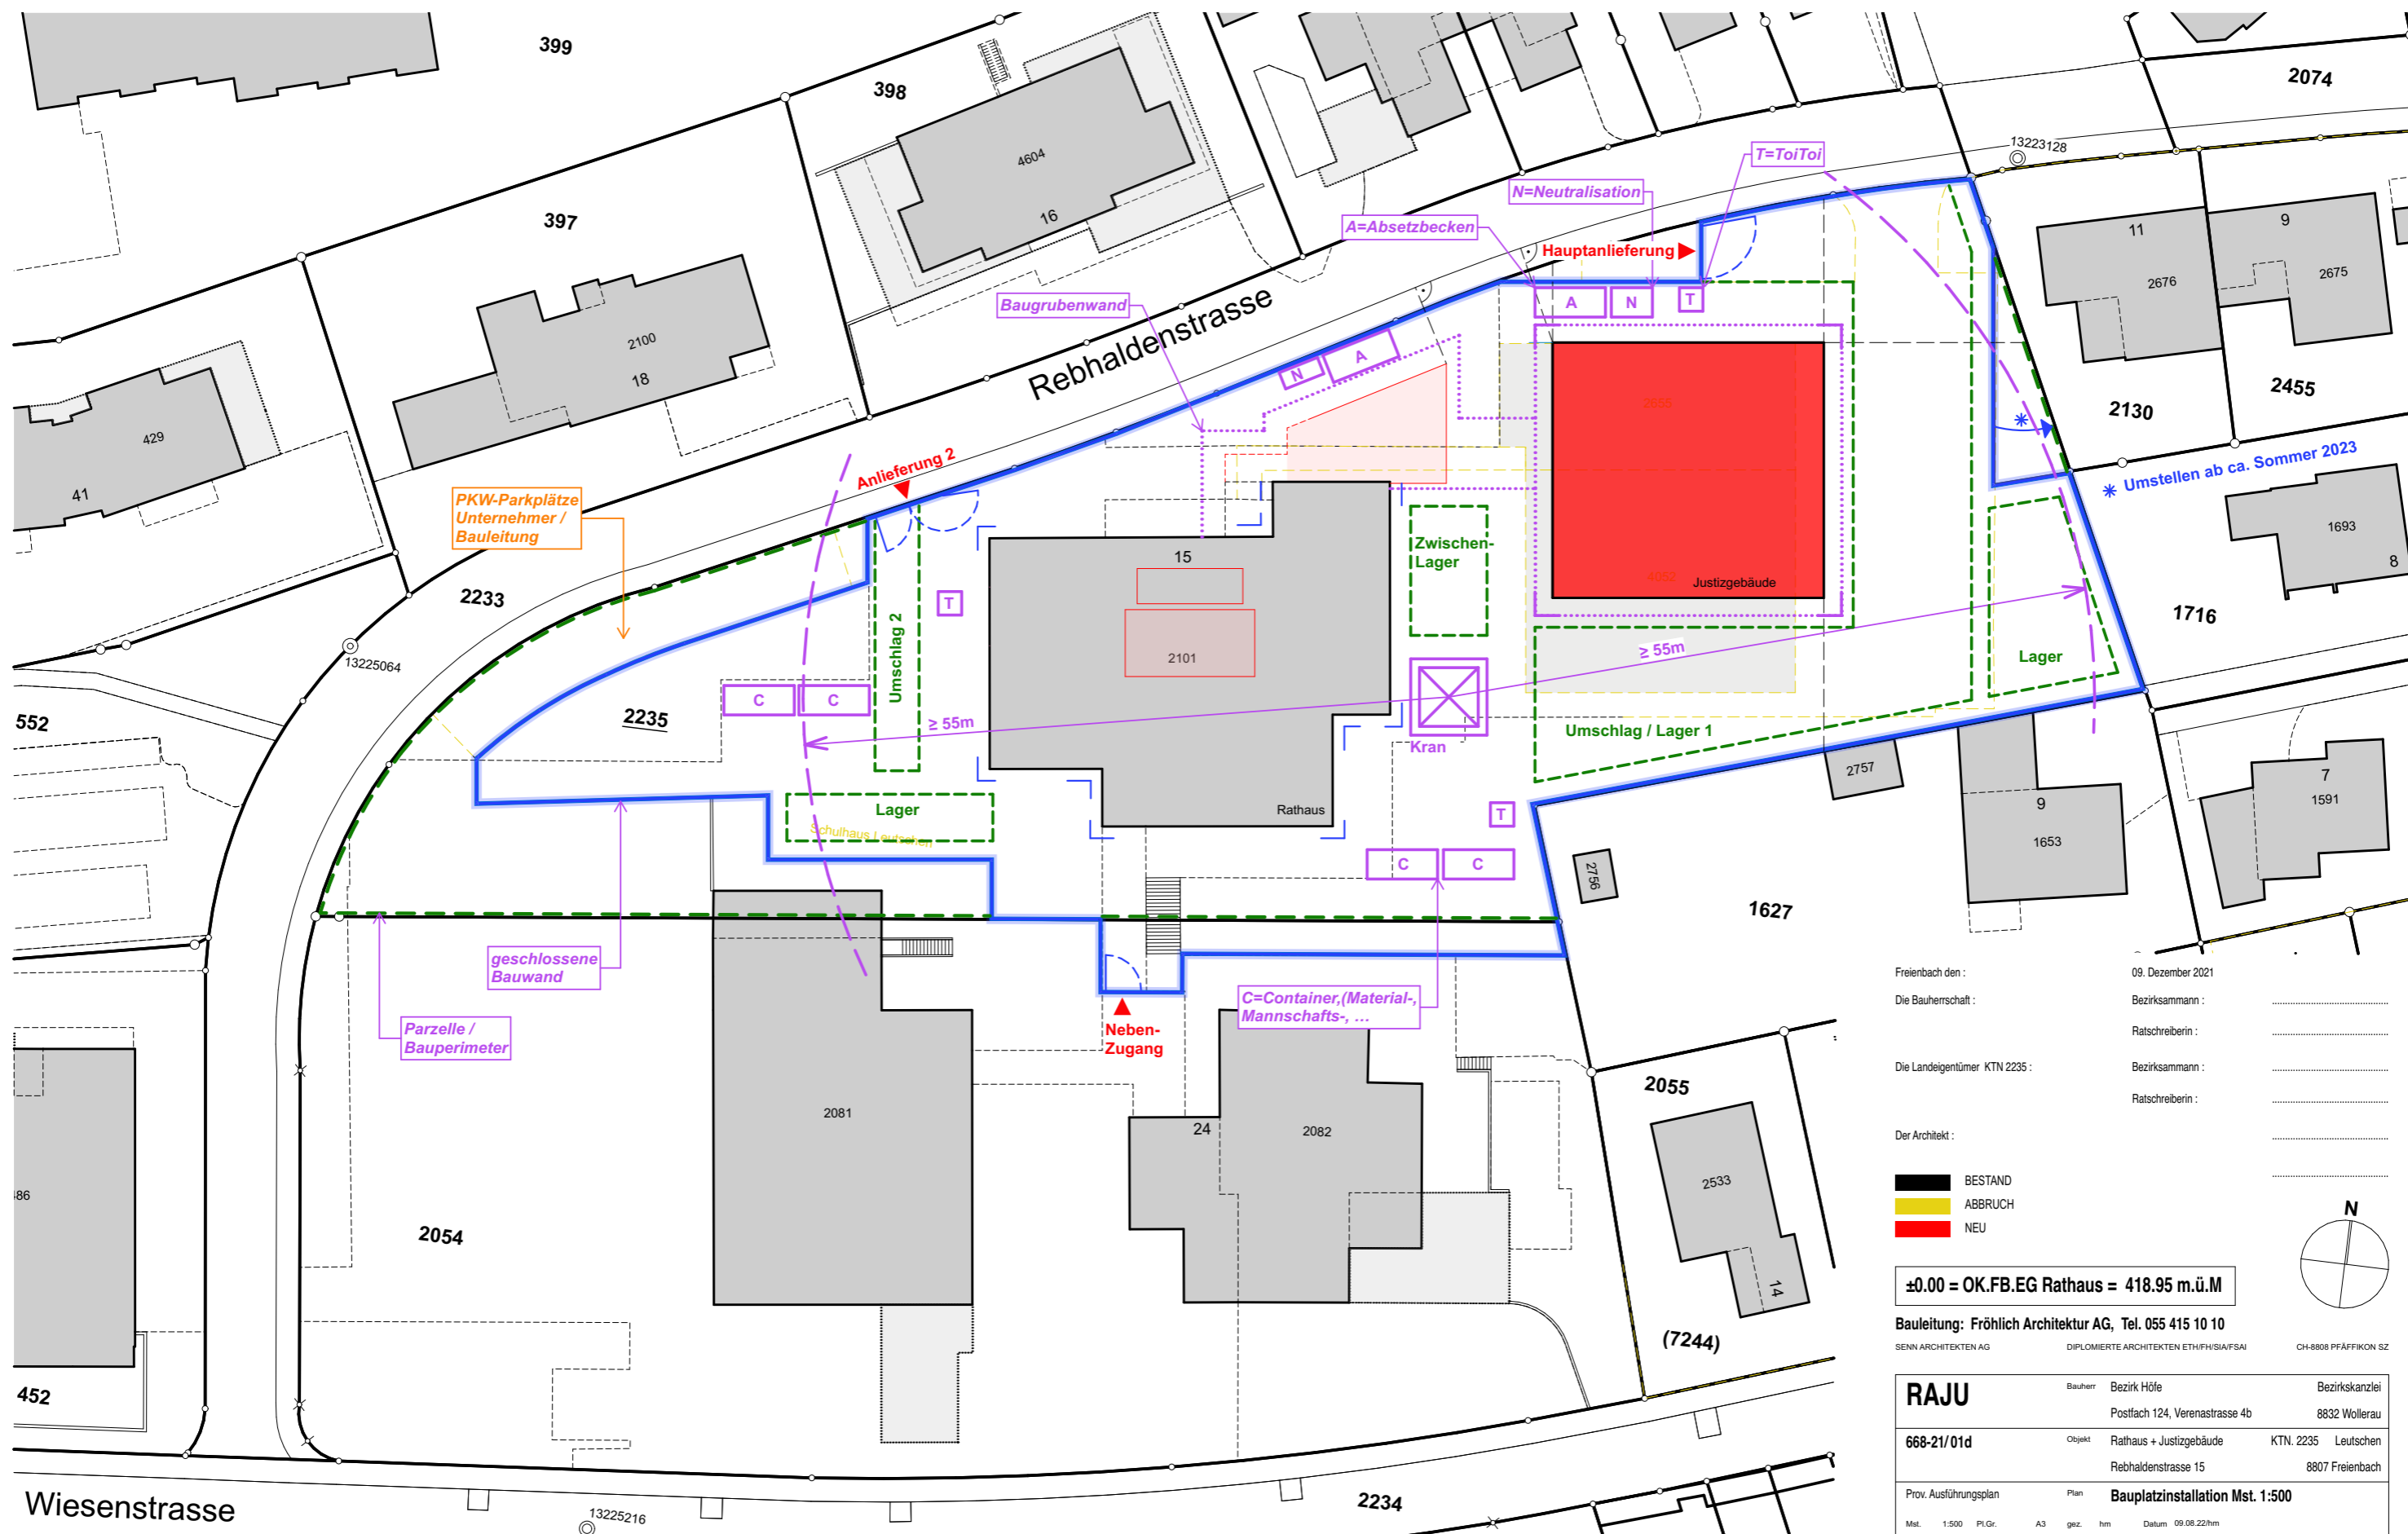 399
398
4604
16
397
2100
18
429
41
2074
13223128
T=ToiToi
N=Neutralisation
A=Absetzbecken
Hauptanlieferung
Baugrubenwand
Rebhaldenstrasse
A
N
T
N
A
11
2676
9
2675
2130
2455
* Umstellen ab ca. Sommer 2023
*
1693
8
1716
Anlieferung 2
PKW-Parkplätze
Unternehmer /
Bauleitung
2233
13225064
552
2235
C
C
Umschlag 2
T
≥ 55m
15
2101
Rathaus
Zwischen-
Lager
Kran
2655
4052
Justizgebäude
≥ 55m
Umschlag / Lager 1
Lager
Lager
Schulhaus Leutschen
T
C
C
2757
2756
9
1653
7
1591
1627
geschlossene
Bauwand
Parzelle /
Bauperimeter
Neben-
Zugang
C=Container,(Material-,
Mannschafts-, …
2081
24
2082
2054
2055
2533
14
(7244)
486
452
Wiesenstrasse
13225216
2234
Freienbach den : 09. Dezember 2021
Die Bauherrschaft : Bezirksammann :
Ratschreiberin :
Die Landeigentümer KTN 2235 : Bezirksammann :
Ratschreiberin :
Der Architekt :
BESTAND
ABBRUCH
NEU
N
±0.00 = OK.FB.EG Rathaus = 418.95 m.ü.M
Bauleitung: Fröhlich Architektur AG, Tel. 055 415 10 10
SENN ARCHITEKTEN AG DIPLOMIERTE ARCHITEKTEN ETH/FH/SIA/FSAI CH-8808 PFÄFFIKON SZ
RAJU Bauherr Bezirk Höfe Bezirkskanzlei
Postfach 124, Verenastrasse 4b 8832 Wollerau
668-21/ 01d Objekt Rathaus + Justizgebäude KTN. 2235 Leutschen
Rebhaldenstrasse 15 8807 Freienbach
Prov. Ausführungsplan Plan Bauplatzinstallation Mst. 1:500
Mst. 1:500 Pl.Gr. A3 gez. hm Datum 09.08.22/hm